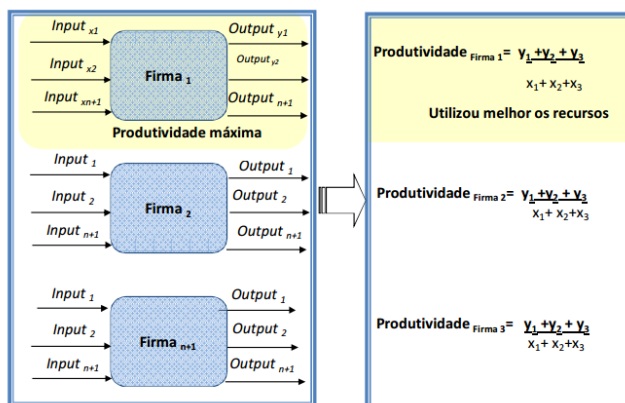 Input x1
Output y1
Input x2
Firma 1
Output y2
Input xn+1
Output n+1
Produtividade máxima
Input 1
Output 1
Input 2
Firma 2
Output 2
Input n+1
Output n+1
Input 1
Output 1
Input 2
Firma n+1
Output 2
Input n+1
Output n+1
Produtividade Firma 1= y1 +y2 + y3
x1+ x2+x3
Utilizou melhor os recursos
Produtividade Firma 2= y1 +y2 + y3
x1+ x2+x3
Produtividade Firma 3= y1 +y2 + y3
x1+ x2+x3